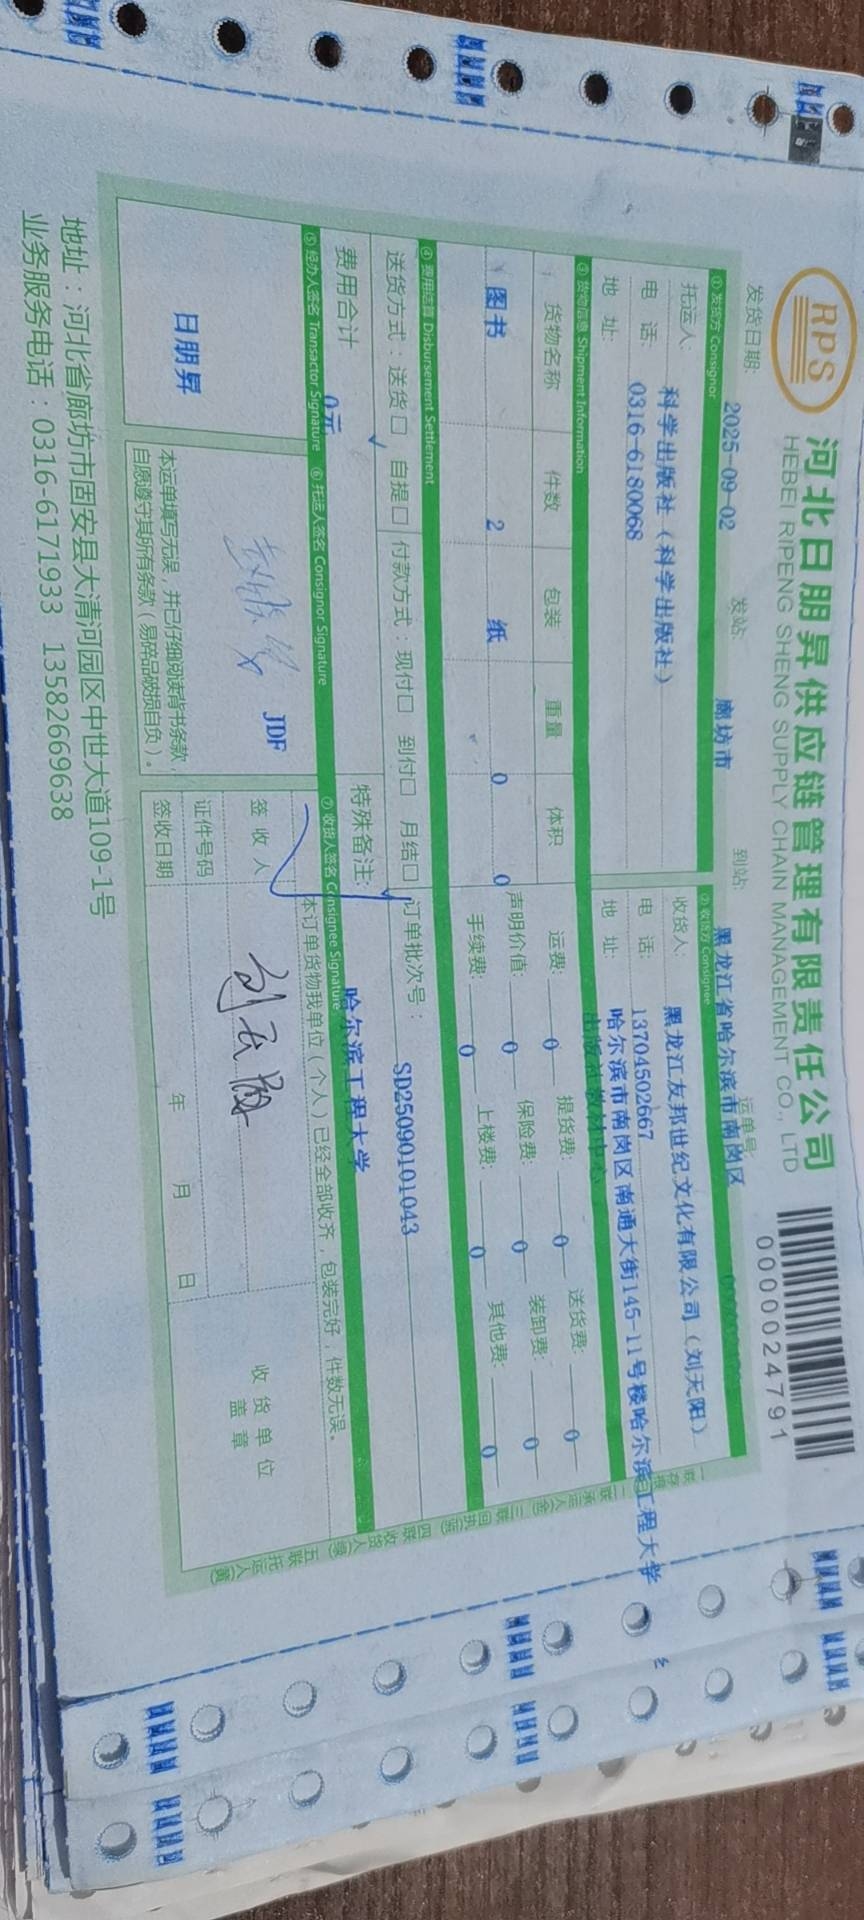 RPS
河北日朋昇供应链管理有限责任公司
HEBEI RIPENG SHENG SUPPLY CHAIN MANAGEMENT CO., LTD
0000024791
发货日期: 2025-09-02 发站: 廊坊市 到站: 黑龙江省哈尔滨市南岗区 运单号:
① 发货方 Consignor ② 收货方 Consignee
托运人: 科学出版社（科学出版社） 收货人: 黑龙江友邦世纪文化有限公司（刘天阳）
电 话: 0316-6180068 电 话: 13704502667
地 址: 地 址: 哈尔滨市南岗区南通大街145-11号楼哈尔滨工程大学
出版社教材中心
③ 货物信息 Shipment Information
货物名称 件数 包装 重量 体积 运费: 0 提货费: 0 送货费: 0
图书 2 纸 0 0 声明价值: 0 保险费: 0 装卸费: 0
手续费: 0 上楼费: 0 其他费: 0
④ 费用结算 Disbursement Settlement
送货方式：送货□ 自提□ 付款方式：现付□ 到付□ 月结□ 订单批次号： SD25090101043
费用合计 0元 特殊备注: 哈尔滨工程大学
⑤ 经办人签名 Transactor Signature ⑥ 托运人签名 Consignor Signature ⑦ 收货人签名 Consignee Signature
本订单货物我单位（个人）已经全部收齐，包装完好，件数无误。
日朋昇 JDF
签 收 人
证件号码
签收日期 年 月 日
收货单位
盖 章
本运单填写无误，并已仔细阅读背书条款，
自愿遵守其所有条款（易碎品破损自负）。
地址：河北省廊坊市固安县大清河园区中世大道109-1号
业务服务电话：0316-6171933 13582669638